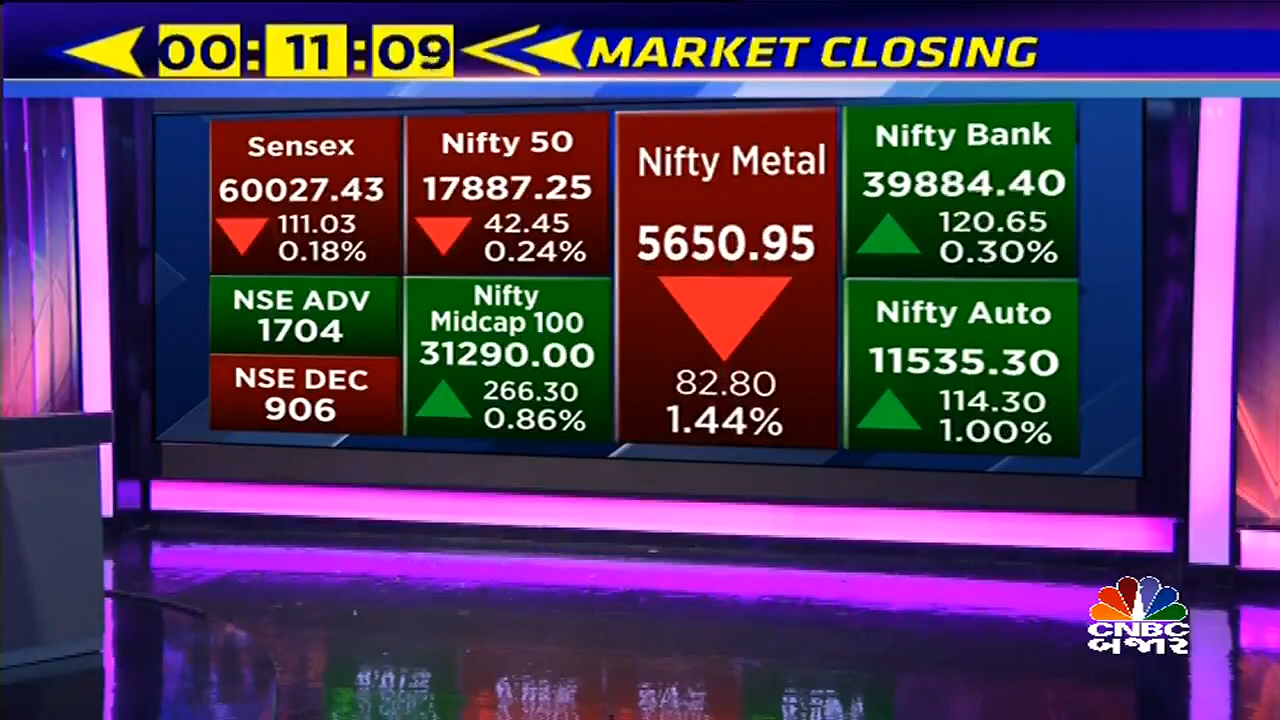 00: 11:09 MARKET CLOSING
Sensex
60027.43
111.03
0.18%
Nifty 50
17887.25
42.45
0.24%
Nifty Metal
5650.95
82.80
1.44%
Nifty Bank
39884.40
120.65
0.30%
NSE ADV
1704
NSE DEC
906
Nifty
Midcap 100
31290.00
266.30
0.86%
Nifty Auto
11535.30
114.30
1.00%
CNBC
બજાર